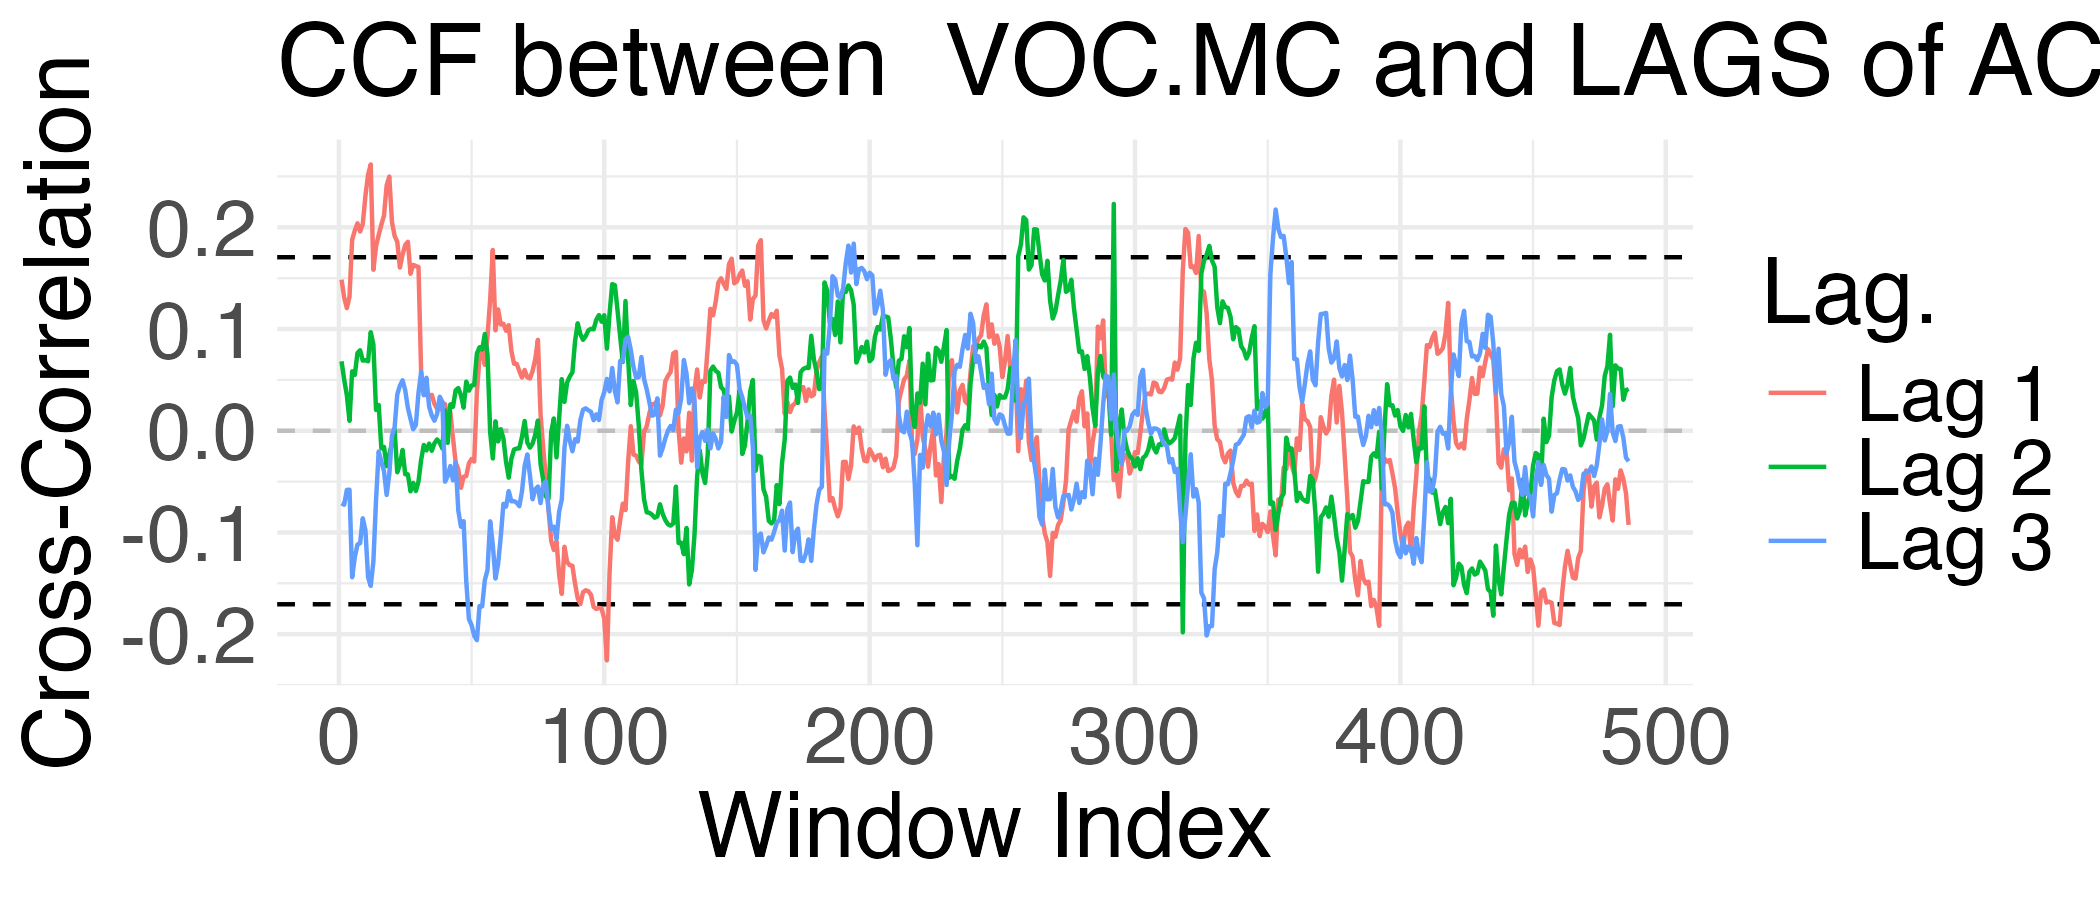 CCF between  VOC.MC and LAGS of AC
Cross-Correlation
0.2
0.1
0.0
-0.1
-0.2
0 100 200 300 400 500
Window Index
Lag.
Lag 1
Lag 2
Lag 3